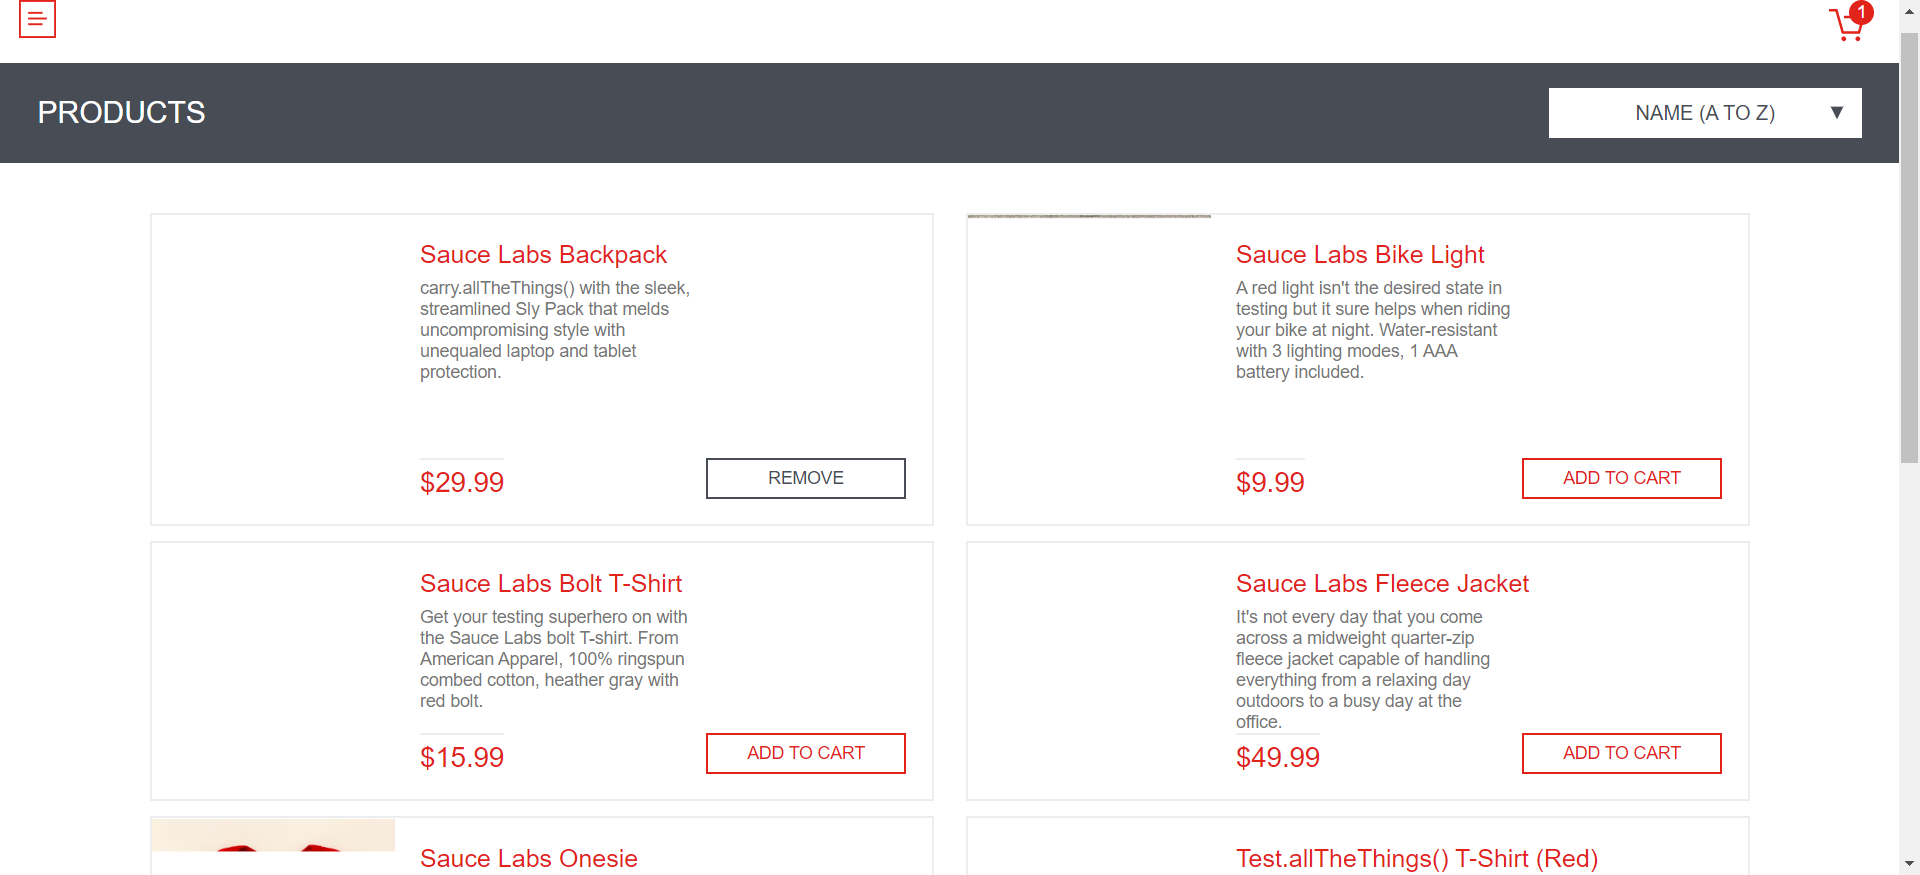 1
PRODUCTS
NAME (A TO Z) ▼
Sauce Labs Backpack
carry.allTheThings() with the sleek,
streamlined Sly Pack that melds
uncompromising style with
unequaled laptop and tablet
protection.
$29.99
REMOVE
Sauce Labs Bike Light
A red light isn't the desired state in
testing but it sure helps when riding
your bike at night. Water-resistant
with 3 lighting modes, 1 AAA
battery included.
$9.99
ADD TO CART
Sauce Labs Bolt T-Shirt
Get your testing superhero on with
the Sauce Labs bolt T-shirt. From
American Apparel, 100% ringspun
combed cotton, heather gray with
red bolt.
$15.99
ADD TO CART
Sauce Labs Fleece Jacket
It's not every day that you come
across a midweight quarter-zip
fleece jacket capable of handling
everything from a relaxing day
outdoors to a busy day at the
office.
$49.99
ADD TO CART
Sauce Labs Onesie
Test.allTheThings() T-Shirt (Red)